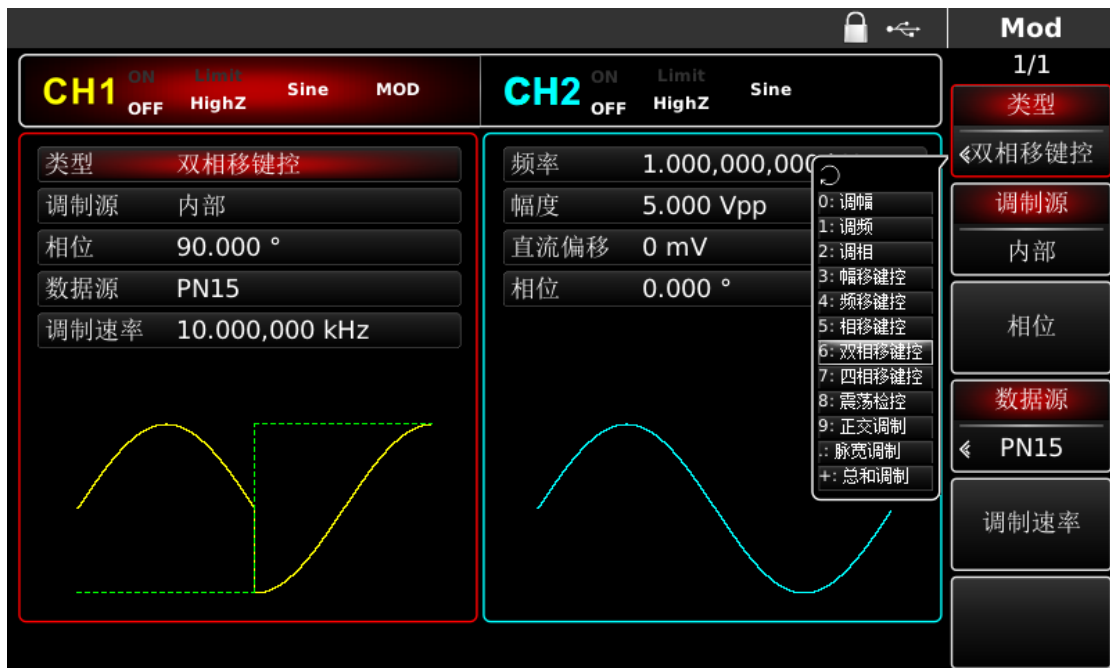 Mod
1/1
CH1 ON OFF Limit HighZ Sine MOD
CH2 ON OFF Limit HighZ Sine
类型 双相移键控
调制源 内部
相位 90.000 °
数据源 PN15
调制速率 10.000,000 kHz
频率 1.000,000,000
幅度 5.000 Vpp
直流偏移 0 mV
相位 0.000 °
0: 调幅
1: 调频
2: 调相
3: 幅移键控
4: 频移键控
5: 相移键控
6: 双相移键控
7: 四相移键控
8: 震荡检控
9: 正交调制
.: 脉宽调制
+: 总和调制
类型
双相移键控
调制源
内部
相位
数据源
PN15
调制速率